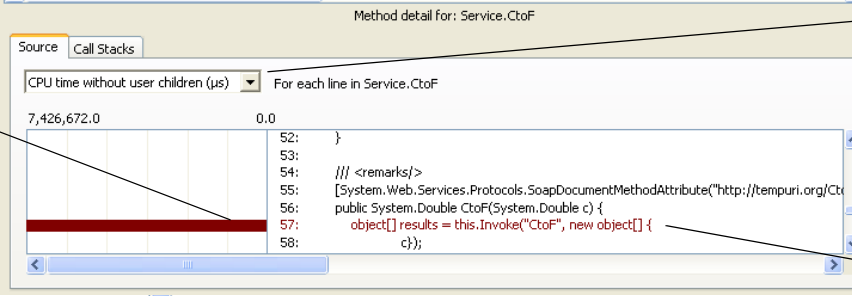 Method detail for: Service.CtoF
Source Call Stacks
CPU time without user children (µs) For each line in Service.CtoF
7,426,672.0 0.0
52: }
53:
54: /// <remarks/>
55: [System.Web.Services.Protocols.SoapDocumentMethodAttribute("http://tempuri.org/Cto
56: public System.Double CtoF(System.Double c) {
57: object[] results = this.Invoke("CtoF", new object[] {
58: c});